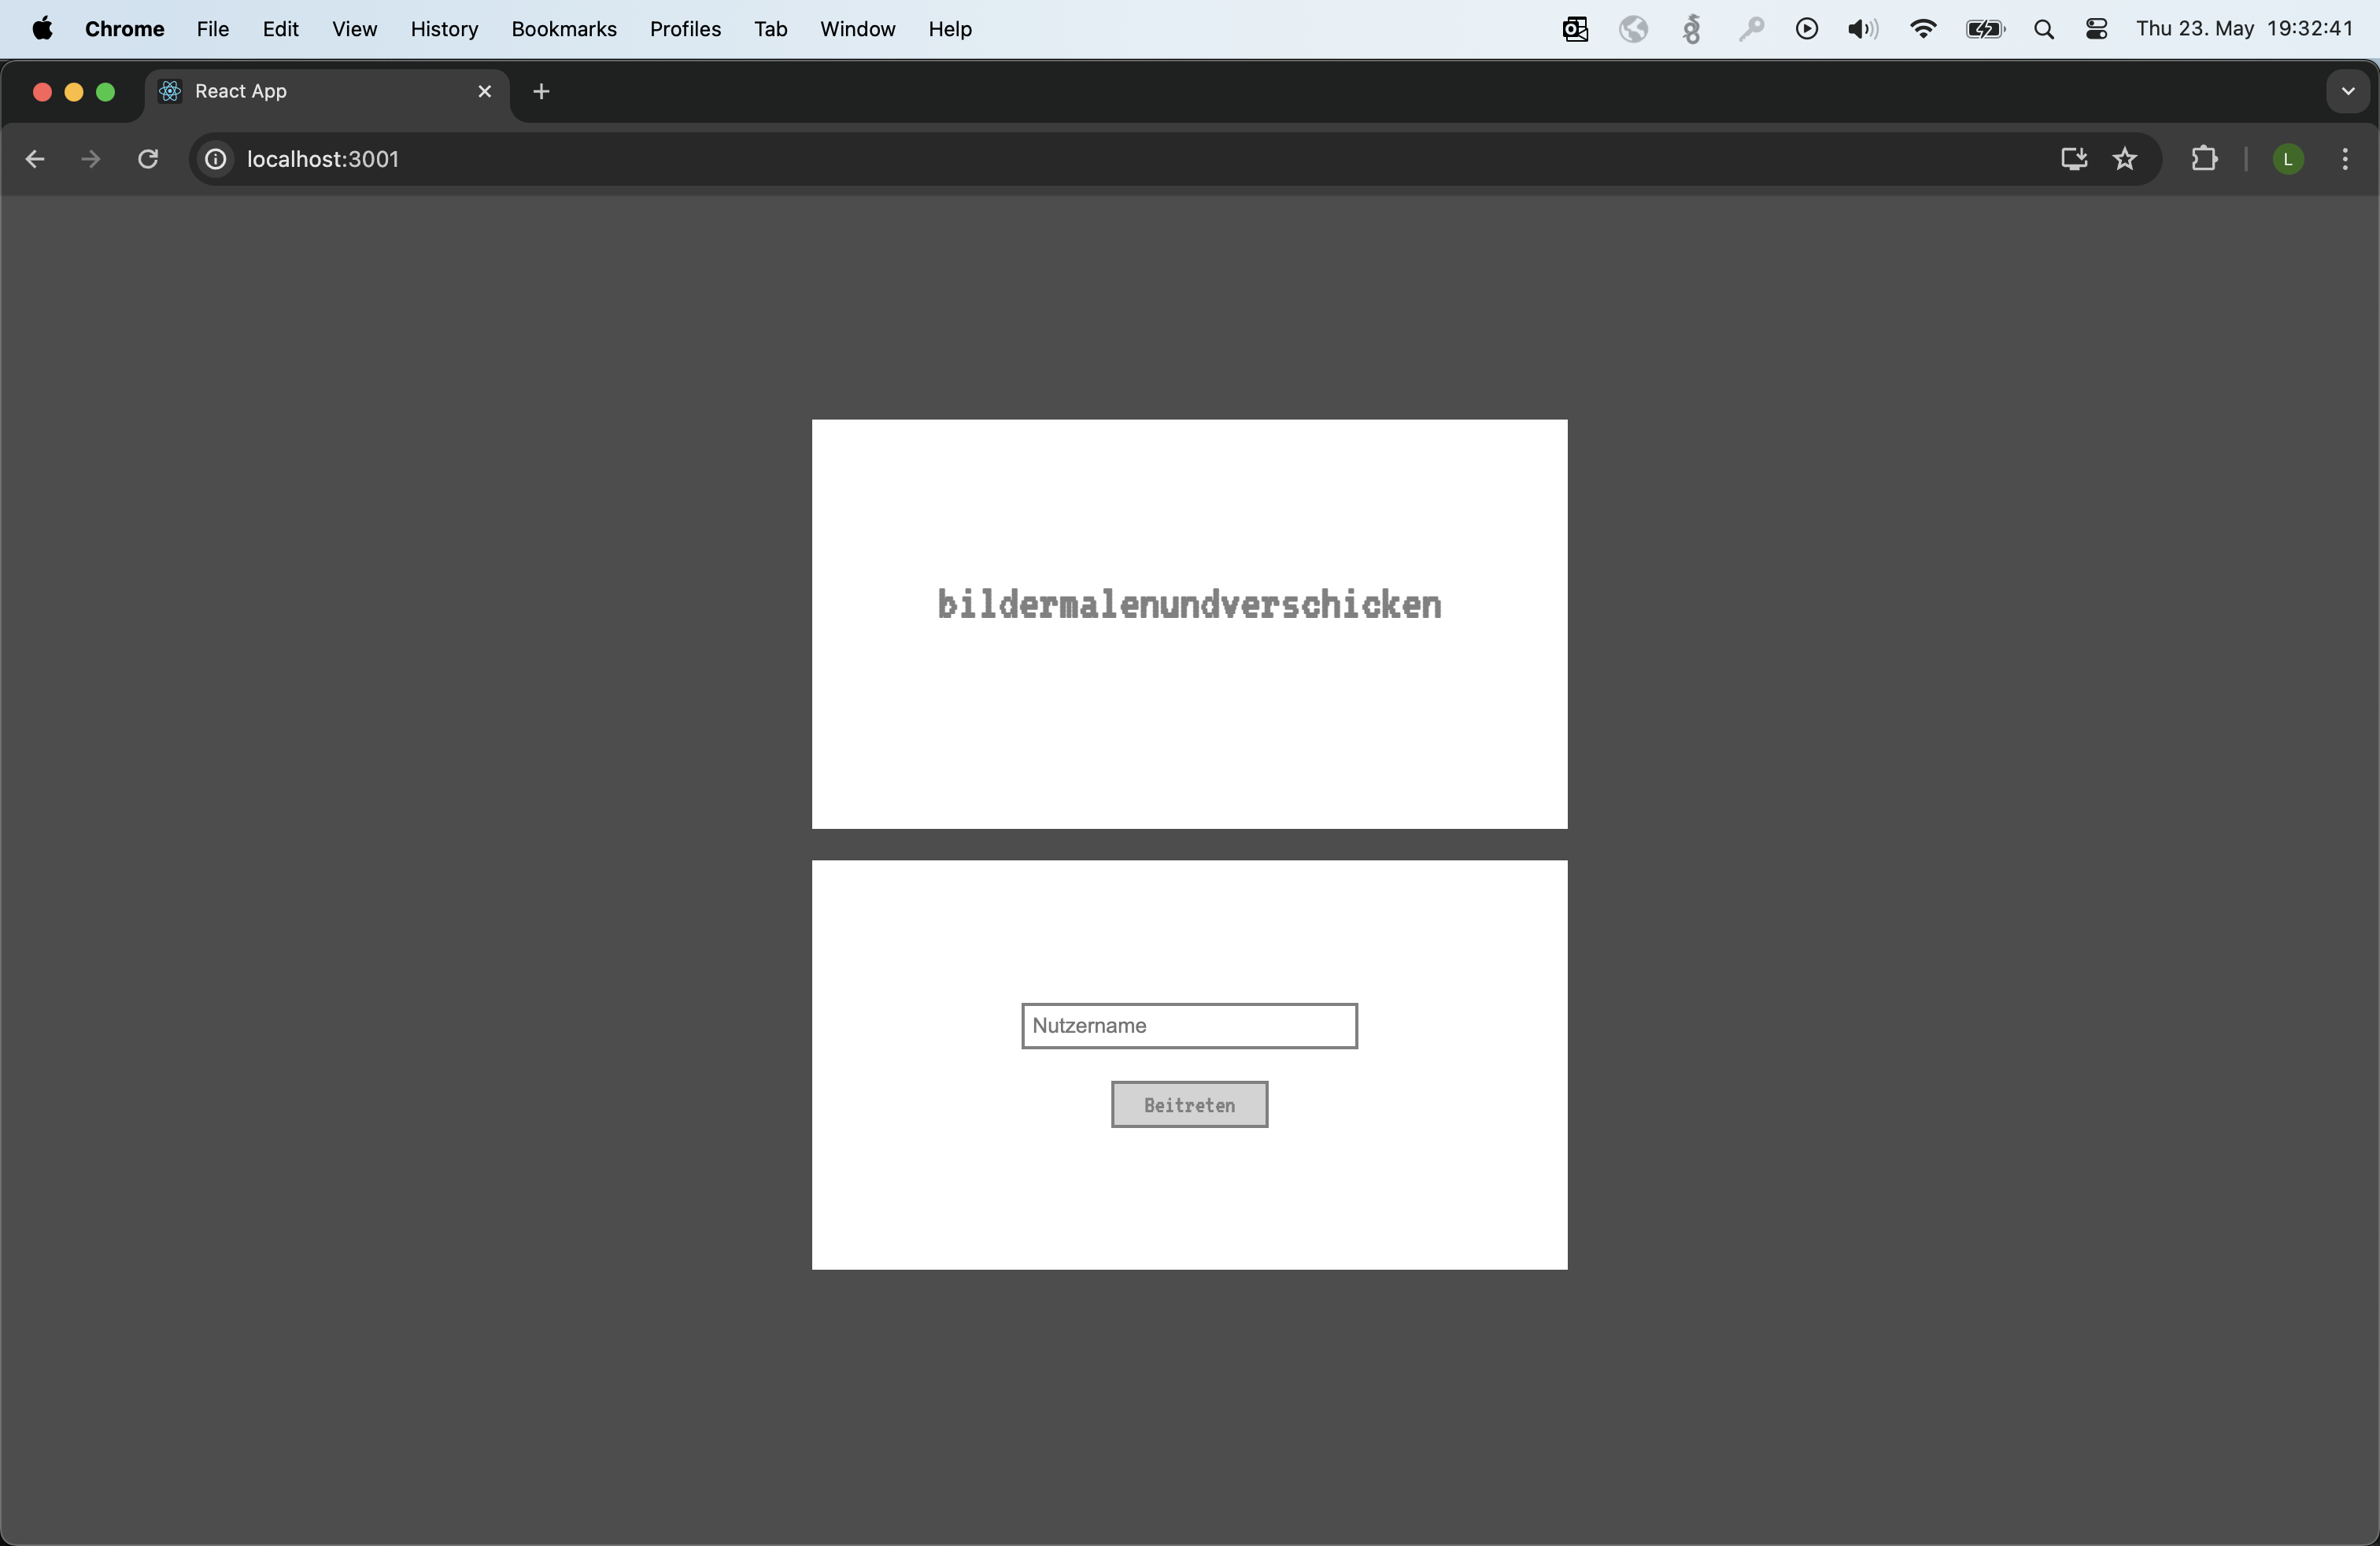 Chrome File Edit View History Bookmarks Profiles Tab Window Help Thu 23. May 19:32:41
React App
localhost:3001 L
bildermalenundverschicken
Nutzername
Beitreten